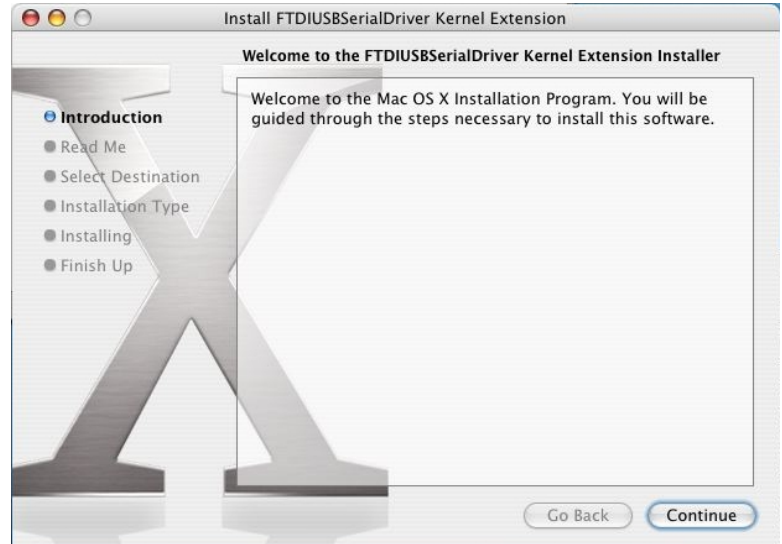 Install FTDIUSBSerialDriver Kernel Extension
Welcome to the FTDIUSBSerialDriver Kernel Extension Installer
Introduction
Read Me
Select Destination
Installation Type
Installing
Finish Up
Welcome to the Mac OS X Installation Program. You will be
guided through the steps necessary to install this software.
Go Back
Continue